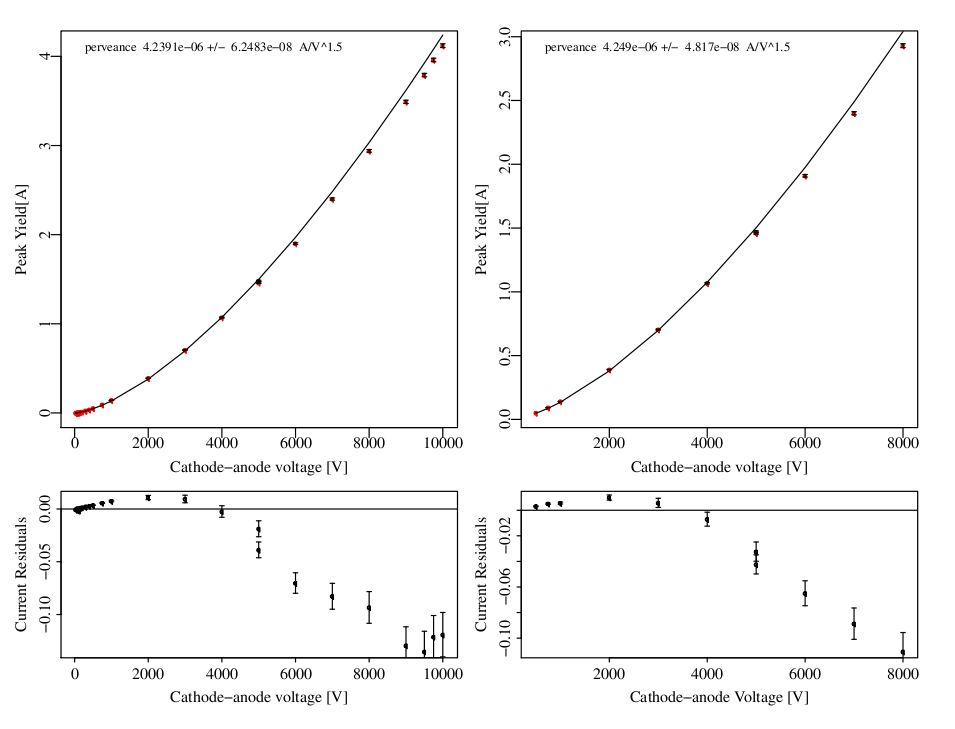 perveance 4.2391e−06 +/− 6.2483e−08 A/V^1.5
Peak Yield[A]
4
3
2
1
0
0 2000 4000 6000 8000 10000
Cathode−anode voltage [V]
perveance 4.249e−06 +/− 4.817e−08 A/V^1.5
Peak Yield[A]
3.0
2.5
2.0
1.5
1.0
0.5
0.0
2000 4000 6000 8000
Cathode−anode voltage [V]
Current Residuals
0.00
−0.05
−0.10
0 2000 4000 6000 8000 10000
Cathode−anode voltage [V]
Current Residuals
−0.02
−0.06
−0.10
2000 4000 6000 8000
Cathode−anode Voltage [V]